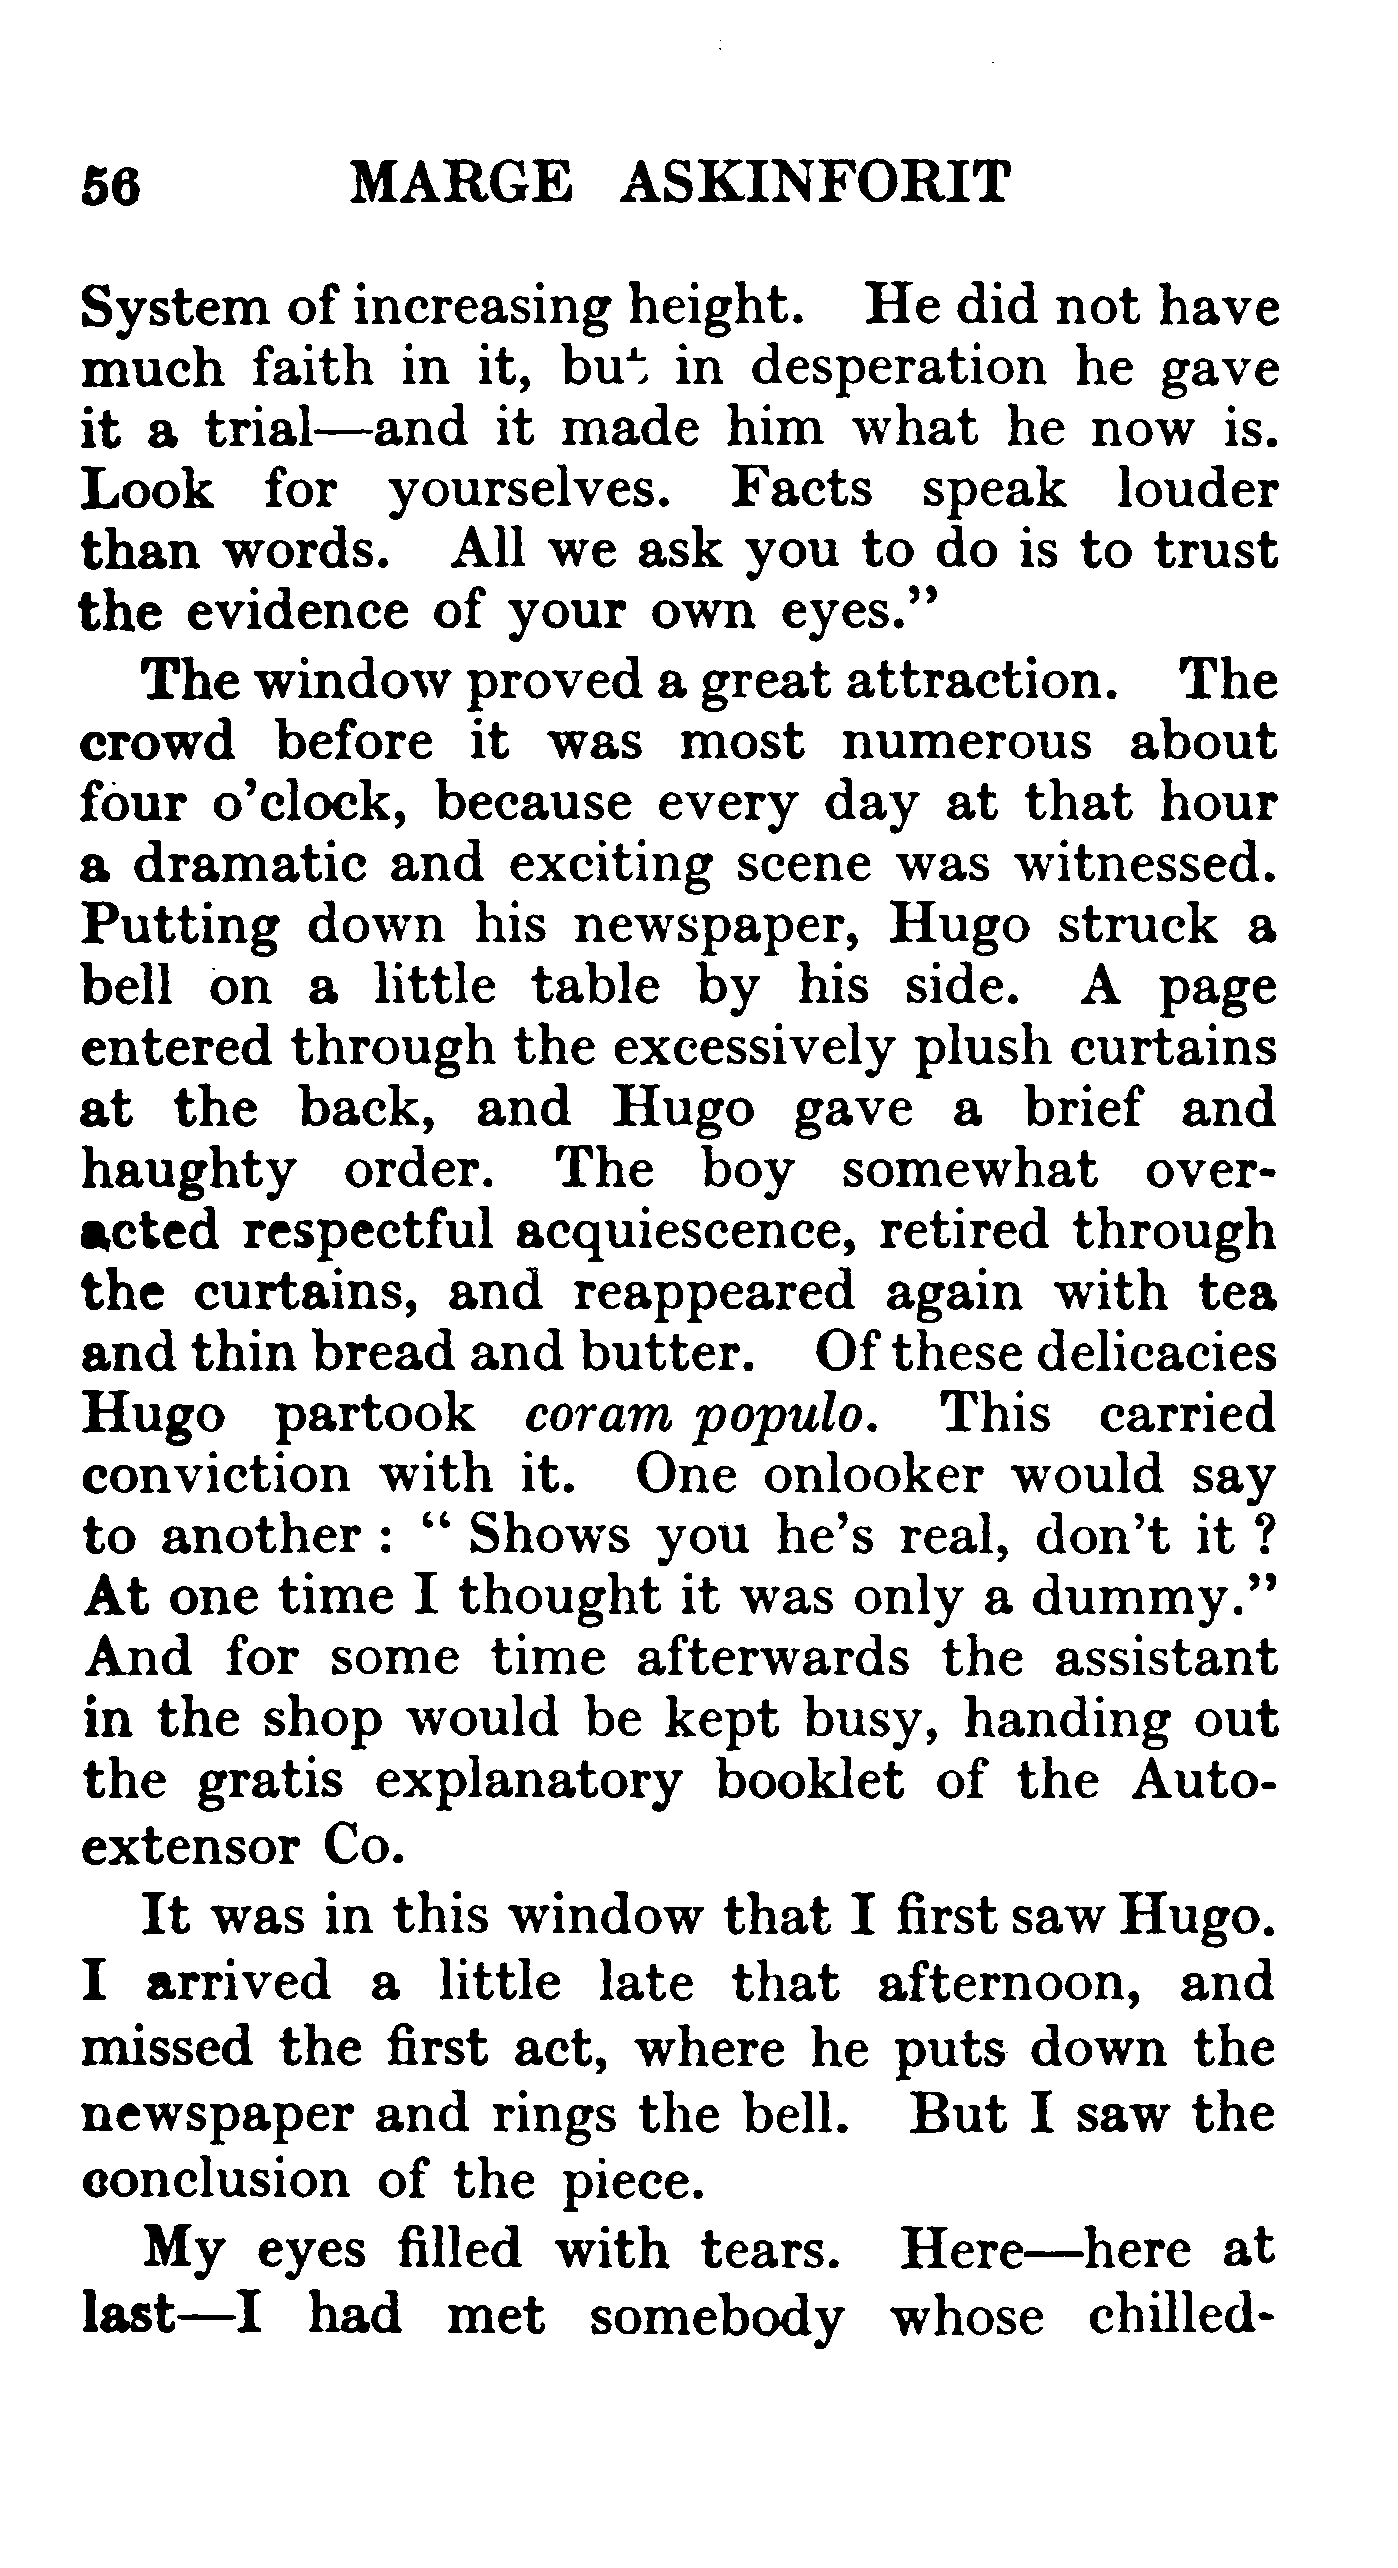 56 MARGE ASKINFORIT
System of increasing height. He did not have
much faith in it, but in desperation he gave
it a trial—and it made him what he now is.
Look for yourselves. Facts speak louder
than words. All we ask you to do is to trust
the evidence of your own eyes.”
The window proved a great attraction. The
crowd before it was most numerous about
four o’clock, because every day at that hour
a dramatic and exciting scene was witnessed.
Putting down his newspaper, Hugo struck a
bell on a little table by his side. A page
entered through the excessively plush curtains
at the back, and Hugo gave a brief and
haughty order. The boy somewhat over-
acted respectful acquiescence, retired through
the curtains, and reappeared again with tea
and thin bread and butter. Of these delicacies
Hugo partook coram populo. This carried
conviction with it. One onlooker would say
to another : “ Shows you he’s real, don’t it ?
At one time I thought it was only a dummy.”
And for some time afterwards the assistant
in the shop would be kept busy, handing out
the gratis explanatory booklet of the Auto-
extensor Co.
It was in this window that I first saw Hugo.
I arrived a little late that afternoon, and
missed the first act, where he puts down the
newspaper and rings the bell. But I saw the
conclusion of the piece.
My eyes filled with tears. Here—here at
last—I had met somebody whose chilled-